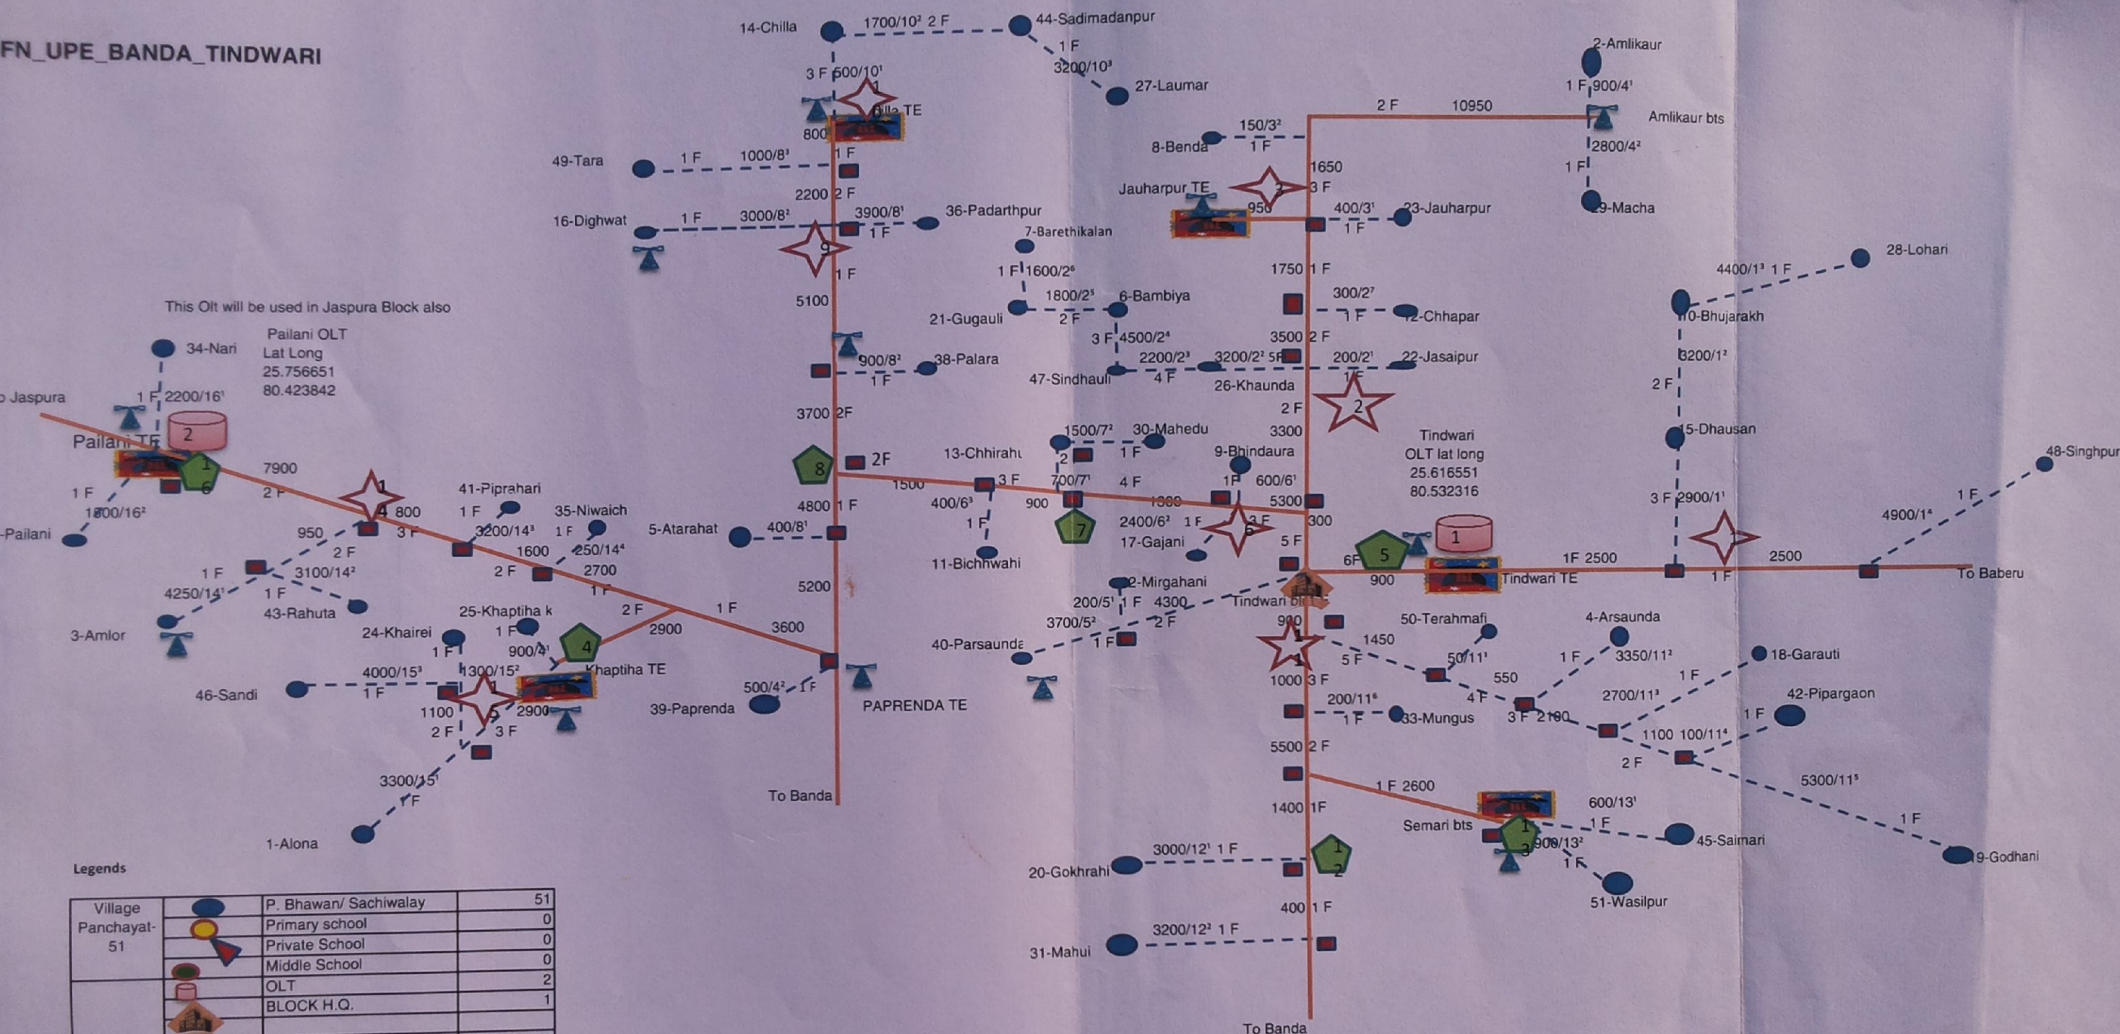 FN_UPE_BANDA_TINDWARI
14-Chilla
1700/10² 2 F
44-Sadimadanpur
1 F
3200/10³
27-Laumar
3 F 500/10¹
TE
800
1 F
49-Tara
1 F 1000/8³
2200 2 F
16-Dighwat
1 F 3000/8²
3900/8¹
1 F
36-Padarthpur
9
1 F
5100
900/8²
1 F
38-Palara
3700 2F
8
2F
1500
4800 1 F
5-Atarahat
400/8¹
5200
2-Amlikaur
1 F 900/4¹
Amlikaur bts
2800/4²
1 F
29-Macha
2 F 10950
150/3²
8-Benda
1 F
1650
3 F
3
Jauharpur TE
950
400/3¹
1 F
23-Jauharpur
1750 1 F
300/2⁷
1 F
12-Chhapar
7-Barethikalan
1 F 1600/2⁶
21-Gugauli
1800/2⁵
2 F
6-Bambiya
3 F 4500/2⁴
3500 2 F
47-Sindhauli
2200/2³
4 F
3200/2² 5F
26-Khaunda
200/2¹
1 F
22-Jasaipur
2 F
3300
2
28-Lohari
4400/1³ 1 F
10-Bhujarakh
3200/1²
2 F
15-Dhausan
3 F 2900/1¹
48-Singhpur
1 F
4900/1⁴
Tindwari
OLT lat long
25.616551
80.532316
1
5
6F
900
Tindwari TE
1F 2500
1 F
2500
To Baberu
13-Chhirahu
1500/7²
1 F
30-Mahedu
2
3 F
700/7¹
900
7
4 F
1300
400/6³
1 F
11-Bichhwahi
9-Bhindaura
1F 600/6¹
2400/6² 1 F
17-Gajani
6
3 F
5300
300
5 F
Mirgahani
200/5¹ 1 F
4300
2 F
3700/5²
1 F
40-Parsaunda
Tindwari
900
1450
5 F
50-Terahmafi
50/11¹
4-Arsaunda
1 F
3350/11²
550
4 F
18-Garauti
1 F
2700/11³
3 F 2100
42-Pipargaon
1 F
1100 100/11⁴
2 F
5300/11⁵
1 F
19-Godhani
1000 3 F
200/11⁶
1 F
33-Mungus
5500 2 F
1 F 2600
1400 1F
Semari bts
13
600/13¹
1 F
45-Saimari
900/13²
1 F
51-Wasilpur
20-Gokhrahi
3000/12¹ 1 F
12
400 1 F
31-Mahui
3200/12² 1 F
To Banda
This Olt will be used in Jaspura Block also
Pailani OLT
Lat Long
25.756651
80.423842
34-Nari
1 F 2200/16¹
Jaspura
Pailani TE
2
16
7900
2 F
1 F
1800/16²
-Pailani
14
800
3 F
950
2 F
41-Piprahari
1 F
3200/14³
35-Niwaich
1 F
250/14⁴
1600
2 F
2700
1 F
1 F
3100/14²
1 F
43-Rahuta
4250/14¹
3-Amlor
2 F
2900
1 F
3600
25-Khaptiha k
1 F
900/4¹
4
Khaptiha TE
24-Khairei
1 F
4000/15³
1 F
1300/15²
46-Sandi
1100
2 F
2900
3 F
3300/15¹
1 F
1-Alona
500/4² 1 F
39-Paprenda
PAPRENDA TE
To Banda
Legends
Village
Panchayat-
51
P. Bhawan/ Sachiwalay 51
Primary school 0
Private School 0
Middle School 0
OLT 2
BLOCK H.Q. 1